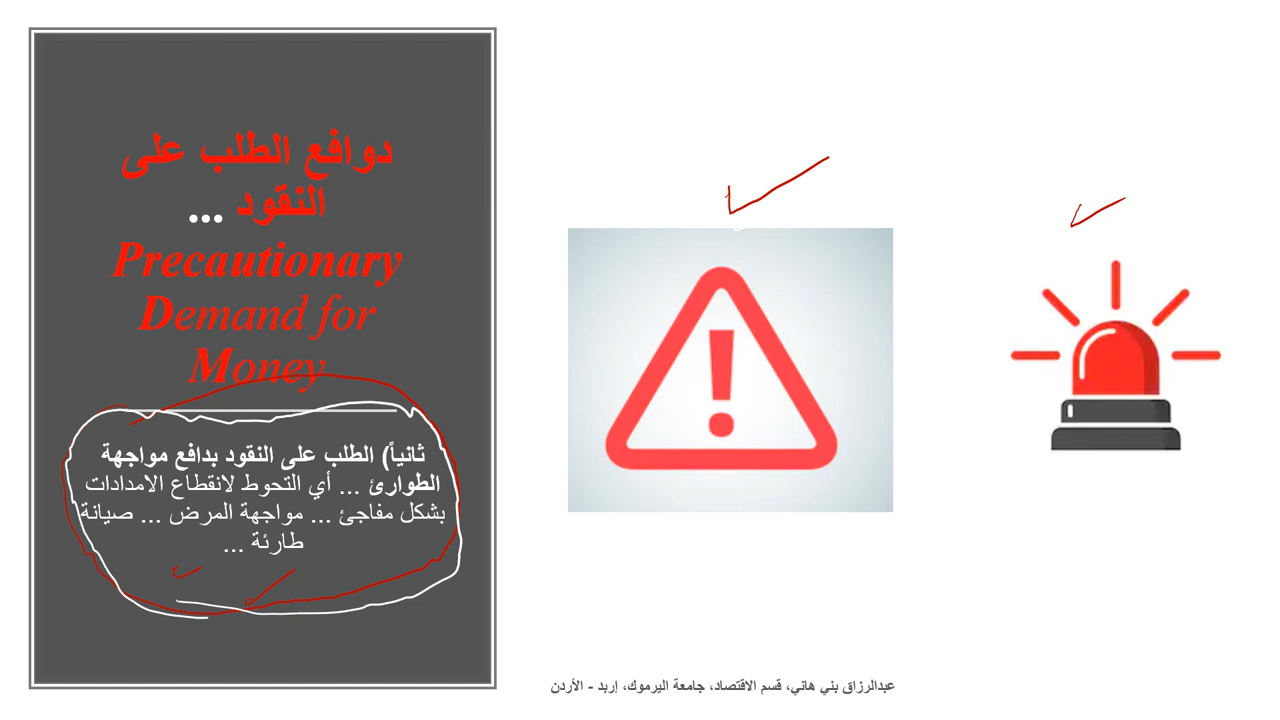 دوافع الطلب على
النقود ...
Precautionary
Demand for
Money
ثانياً) الطلب على النقود بدافع مواجهة
الطوارئ ... أي التحوط لانقطاع الامدادات
بشكل مفاجئ ... مواجهة المرض ... صيانة
طارئة ...
عبدالرزاق بني هاني، قسم الاقتصاد، جامعة اليرموك، إربد - الأردن